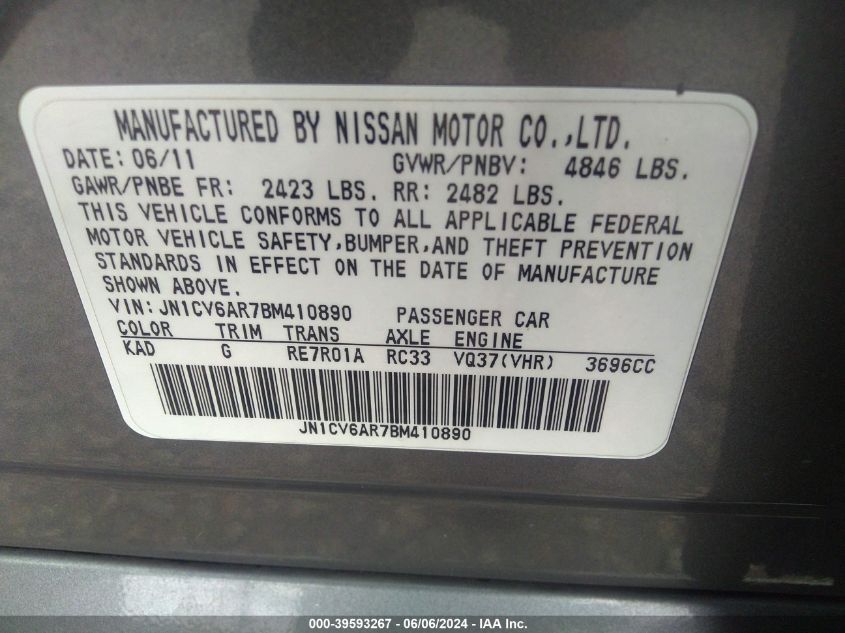 MANUFACTURED BY NISSAN MOTOR CO.,LTD.
DATE: 06/11 GVWR/PNBV: 4846 LBS.
GAWR/PNBE FR: 2423 LBS. RR: 2482 LBS.
THIS VEHICLE CONFORMS TO ALL APPLICABLE FEDERAL
MOTOR VEHICLE SAFETY,BUMPER,AND THEFT PREVENTION
STANDARDS IN EFFECT ON THE DATE OF MANUFACTURE
SHOWN ABOVE.
VIN: JN1CV6AR7BM410890 PASSENGER CAR
COLOR TRIM TRANS AXLE ENGINE
KAD G RE7R01A RC33 VQ37(VHR) 3696CC
JN1CV6AR7BM410890
000-39593267 - 06/06/2024 - IAA Inc.